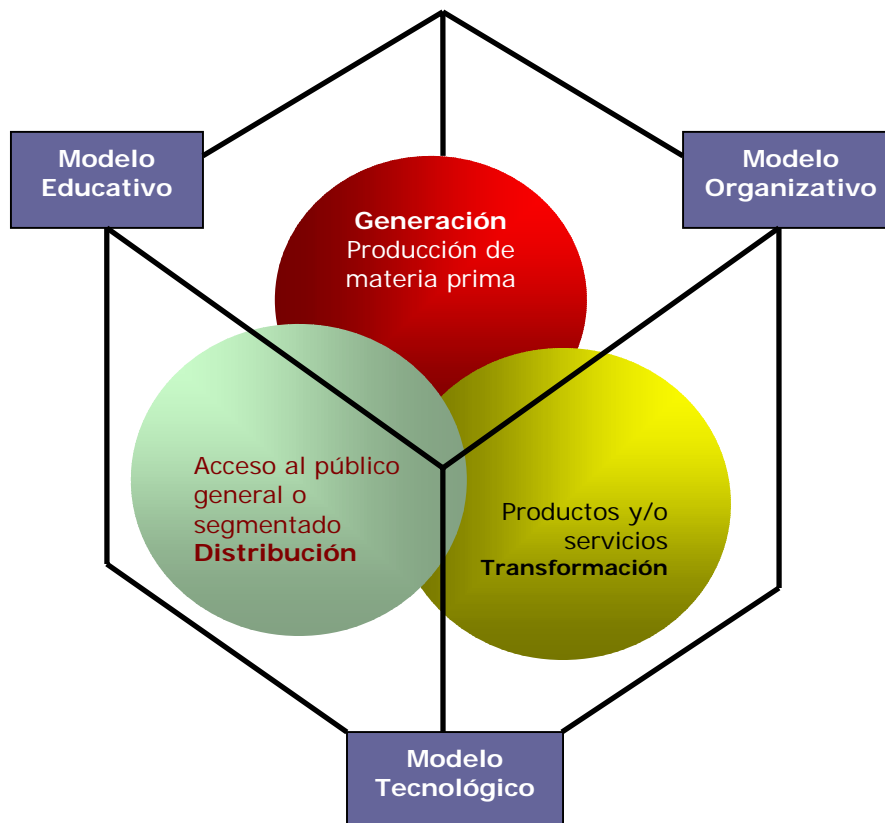 Modelo
Educativo
Modelo
Organizativo
Generación
Producción de
materia prima
Acceso al público
general o
segmentado
Distribución
Productos y/o
servicios
Transformación
Modelo
Tecnológico